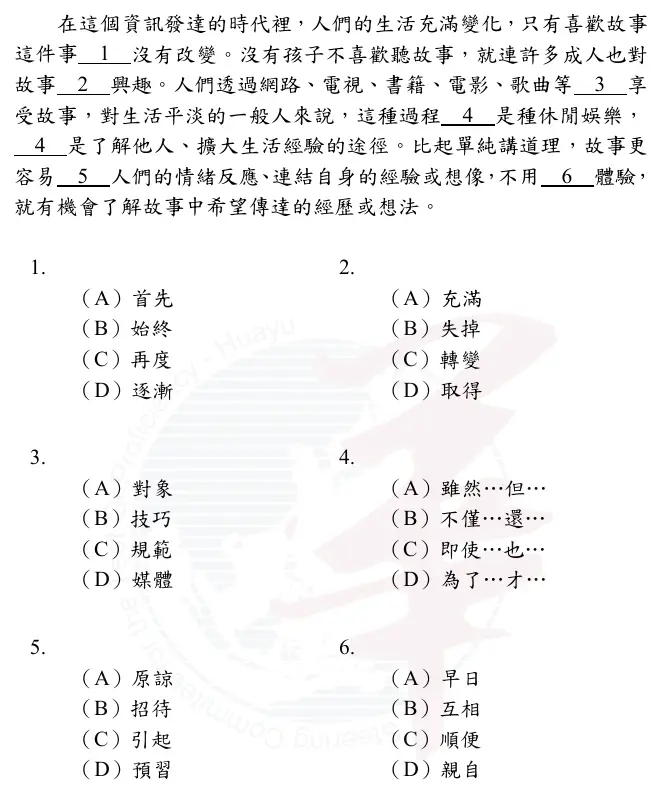 在這個資訊發達的時代裡，人們的生活充滿變化，只有喜歡故事
這件事 1 沒有改變。沒有孩子不喜歡聽故事，就連許多成人也對
故事 2 興趣。人們透過網路、電視、書籍、電影、歌曲等 3 享
受故事，對生活平淡的一般人來說，這種過程 4 是種休閒娛樂，
4 是了解他人、擴大生活經驗的途徑。比起單純講道理，故事更
容易 5 人們的情緒反應、連結自身的經驗或想像，不用 6 體驗，
就有機會了解故事中希望傳達的經歷或想法。
1.
（A）首先
（B）始終
（C）再度
（D）逐漸
2.
（A）充滿
（B）失掉
（C）轉變
（D）取得
3.
（A）對象
（B）技巧
（C）規範
（D）媒體
4.
（A）雖然…但…
（B）不僅…還…
（C）即使…也…
（D）為了…才…
5.
（A）原諒
（B）招待
（C）引起
（D）預習
6.
（A）早日
（B）互相
（C）順便
（D）親自